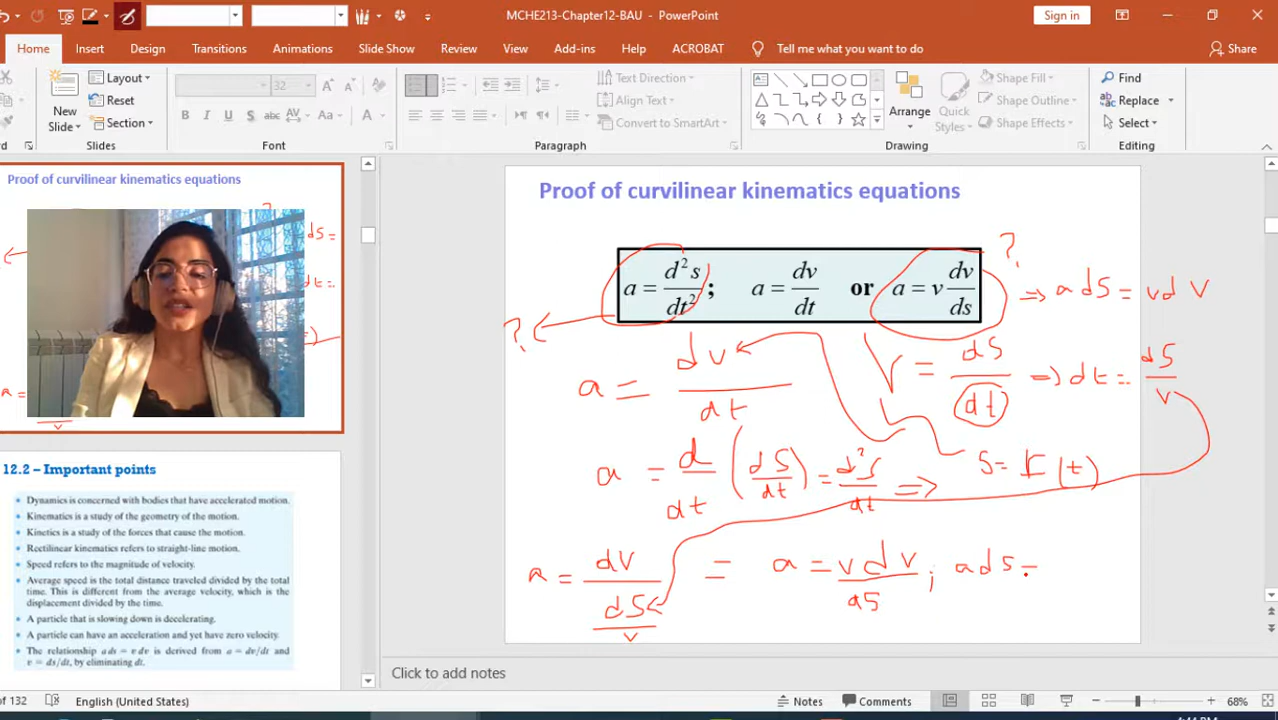 MCHE213-Chapter12-BAU - PowerPoint
Sign in
Home Insert Design Transitions Animations Slide Show Review View Add-ins Help ACROBAT Tell me what you want to do Share
New Slide
Layout
Reset
Section
Slides
32
B I U S abc AV Aa A
Font
Text Direction
Align Text
Convert to SmartArt
Paragraph
Arrange
Quick Styles
Shape Fill
Shape Outline
Shape Effects
Drawing
Find
Replace
Select
Editing
Proof of curvilinear kinematics equations
?
ds=
dt=
a=
v
12.2 – Important points
• Dynamics is concerned with bodies that have accelerated motion.
• Kinematics is a study of the geometry of the motion.
• Kinetics is a study of the forces that cause the motion.
• Rectilinear kinematics refers to straight-line motion.
• Speed refers to the magnitude of velocity.
• Average speed is the total distance traveled divided by the total
time. This is different from the average velocity, which is the
displacement divided by the time.
• A particle that is slowing down is decelerating.
• A particle can have an acceleration and yet have zero velocity.
• The relationship a ds = v dv is derived from a = dv/dt and
v = ds/dt, by eliminating dt.
Proof of curvilinear kinematics equations
a = d²s/dt² ; a = dv/dt or a = v dv/ds
? => a ds = v dv
?
a = dv/dt
v = ds/dt => dt = ds/v
a = d/dt (ds/dt) = d²s/dt => s = r(t)
a = dv/(ds/v) = a = v dv/ds ; a ds =
Click to add notes
of 132 English (United States) Notes Comments 68%